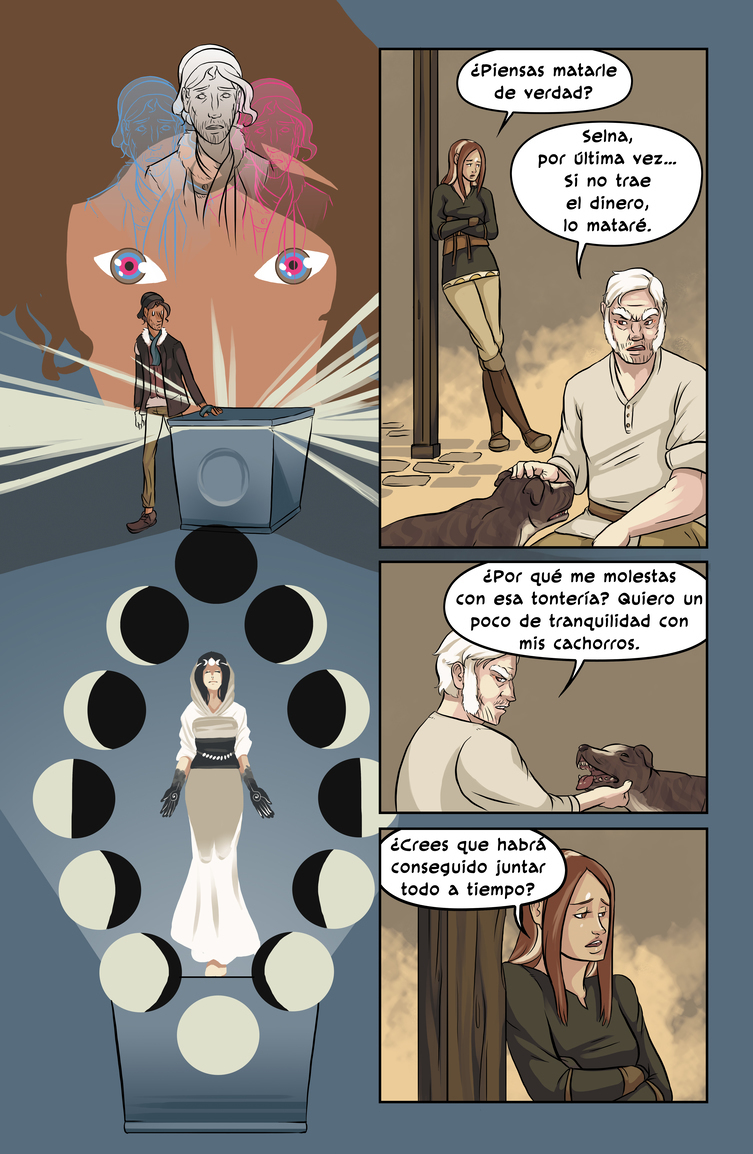 ¿Piensas matarle
de verdad?
Selna,
por última vez...
Si no trae
el dinero,
lo mataré.
¿Por qué me molestas
con esa tontería? Quiero un
poco de tranquilidad con
mis cachorros.
¿Crees que habrá
conseguido juntar
todo a tiempo?